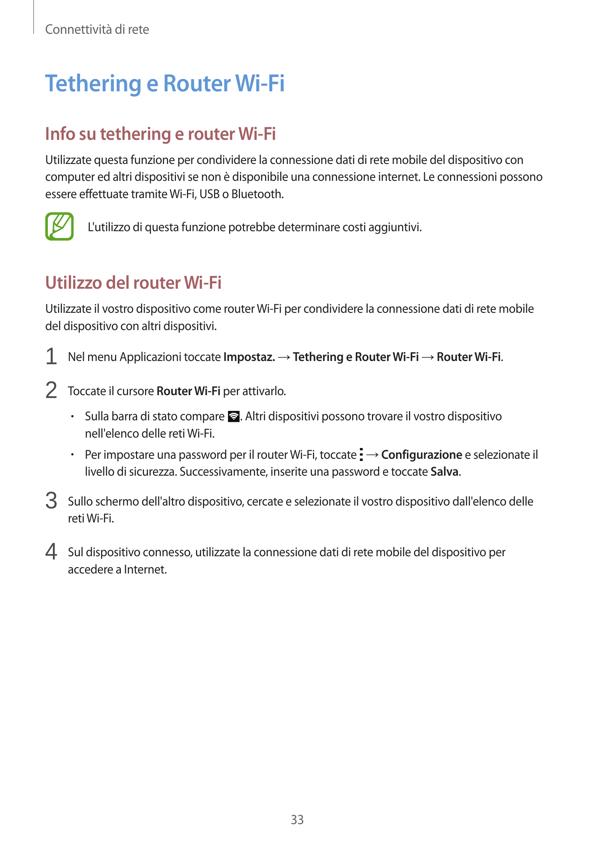 Connettività di rete
Tethering e Router Wi-Fi
Info su tethering e router Wi-Fi
Utilizzate questa funzione per condividere la connessione dati di rete mobile del dispositivo con
computer ed altri dispositivi se non è disponibile una connessione internet. Le connessioni possono
essere effettuate tramite Wi-Fi, USB o Bluetooth.
L'utilizzo di questa funzione potrebbe determinare costi aggiuntivi.
Utilizzo del router Wi-Fi
Utilizzate il vostro dispositivo come router Wi-Fi per condividere la connessione dati di rete mobile
del dispositivo con altri dispositivi.
1 Nel menu Applicazioni toccate Impostaz. → Tethering e Router Wi-Fi → Router Wi-Fi.
2 Toccate il cursore Router Wi-Fi per attivarlo.
• Sulla barra di stato compare . Altri dispositivi possono trovare il vostro dispositivo
nell'elenco delle reti Wi-Fi.
• Per impostare una password per il router Wi-Fi, toccate → Configurazione e selezionate il
livello di sicurezza. Successivamente, inserite una password e toccate Salva.
3 Sullo schermo dell'altro dispositivo, cercate e selezionate il vostro dispositivo dall'elenco delle
reti Wi-Fi.
4 Sul dispositivo connesso, utilizzate la connessione dati di rete mobile del dispositivo per
accedere a Internet.
33